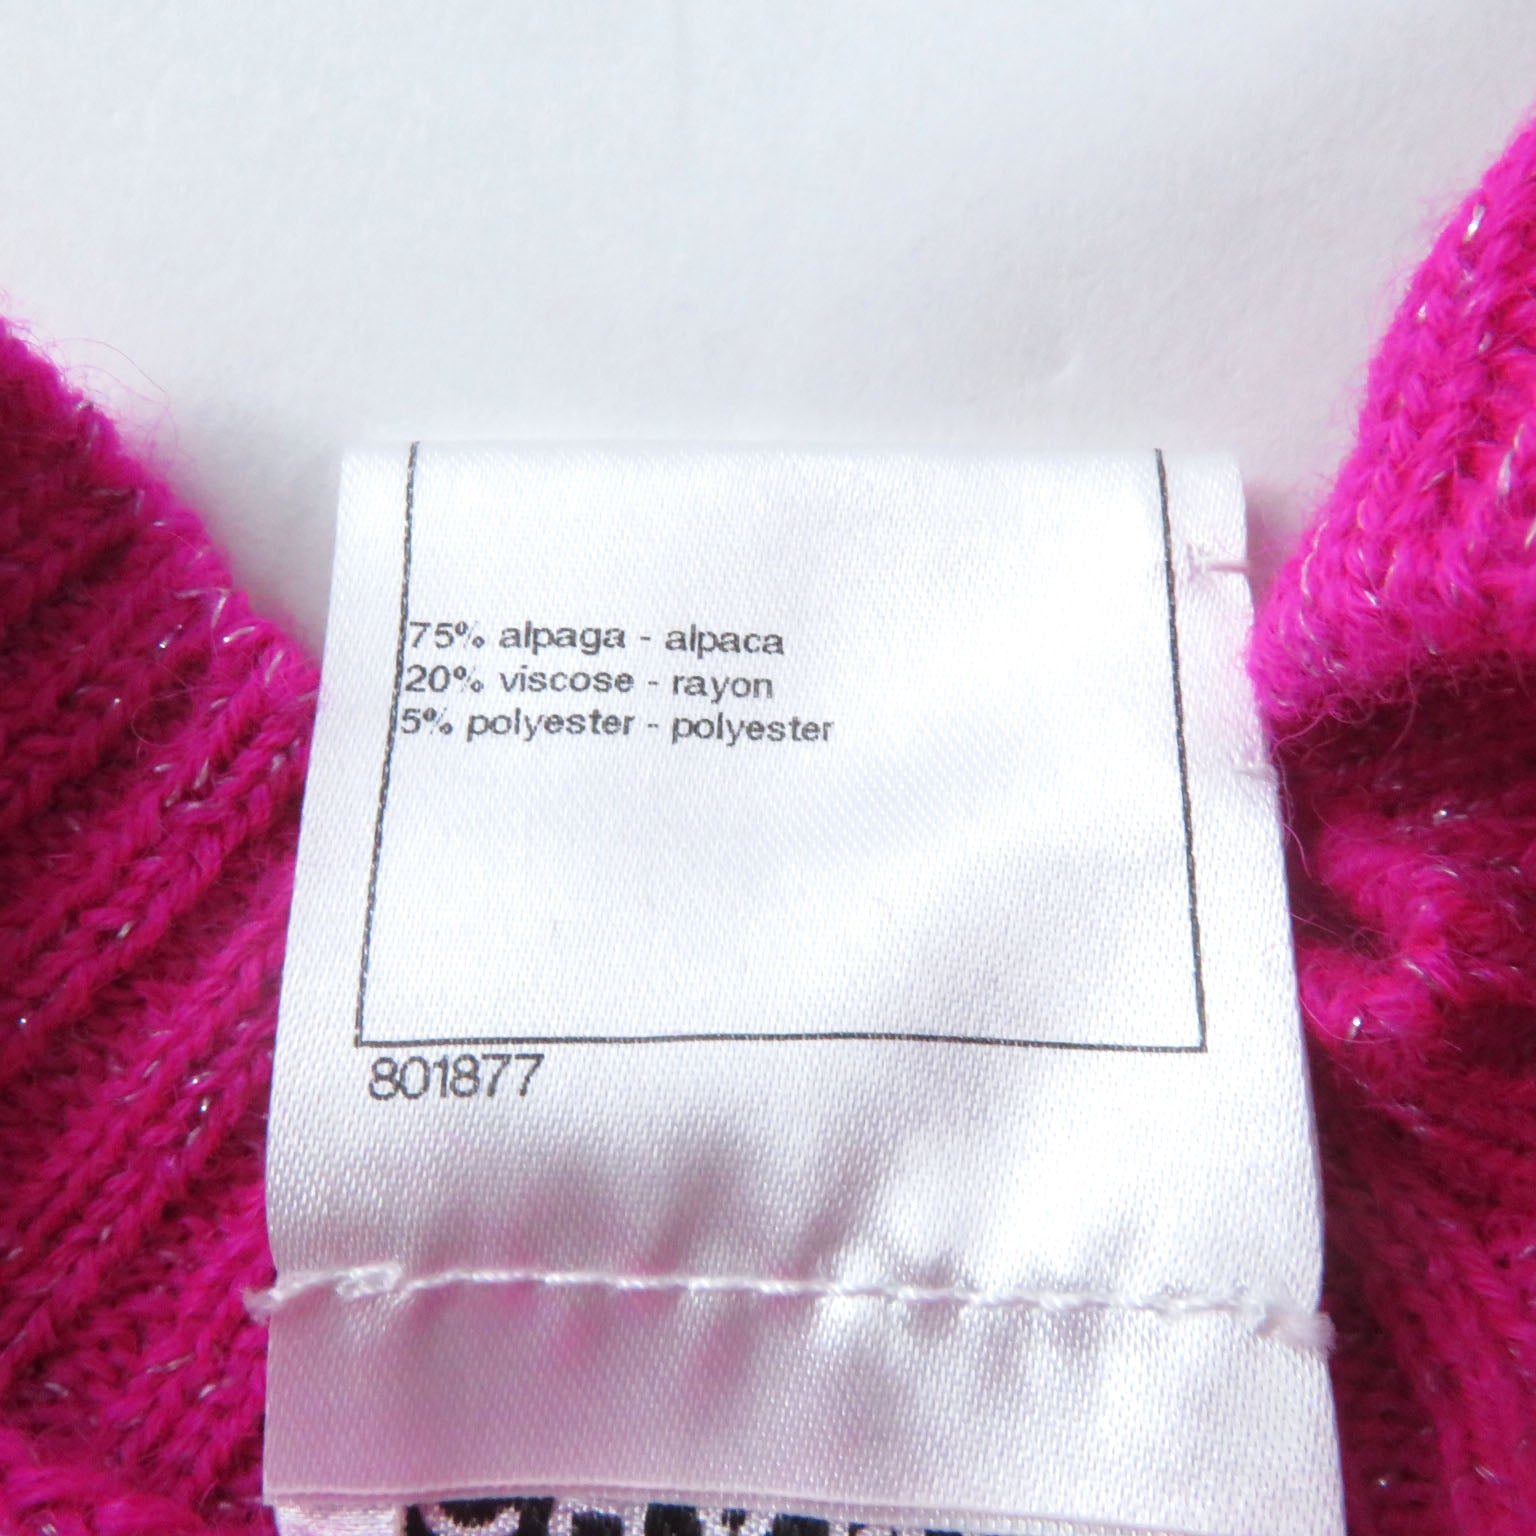 75% alpaga - alpaca
20% viscose - rayon
5% polyester - polyester
801877